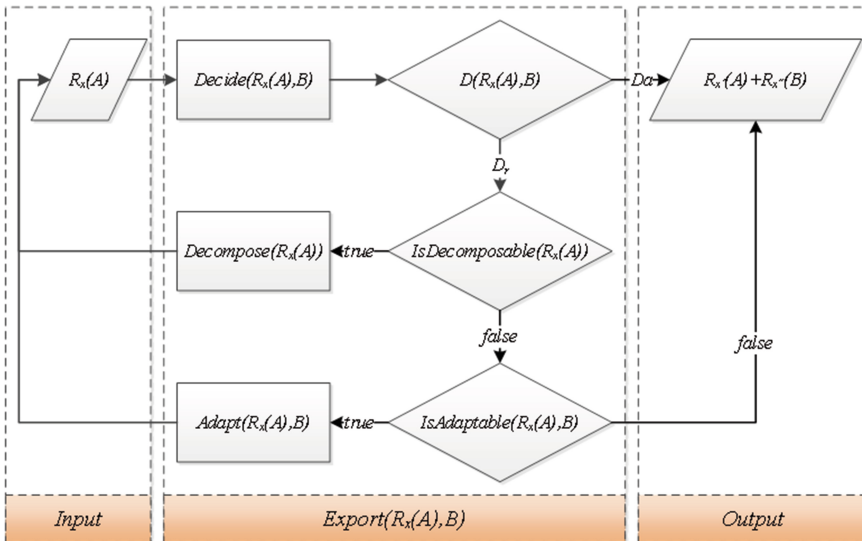 Rₓ(A)
Decide(Rₓ(A),B)
D(Rₓ(A),B)
Da
Rₓ'(A)+Rₓ''(B)
Dᵣ
Decompose(Rₓ(A))
true
IsDecomposable(Rₓ(A))
false
Adapt(Rₓ(A),B)
true
IsAdaptable(Rₓ(A),B)
false
Input
Export(Rₓ(A),B)
Output